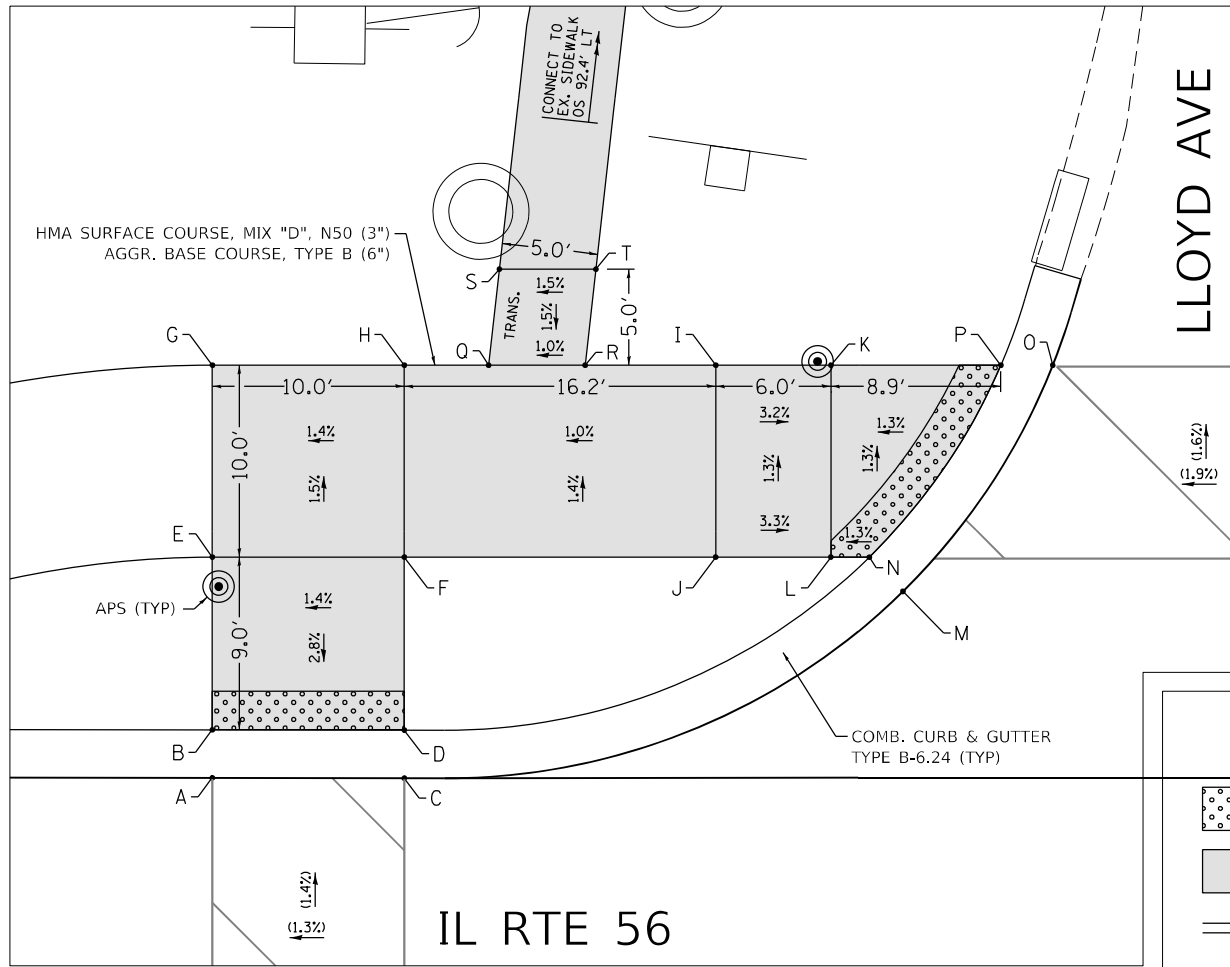 CONNECT TO
EX. SIDEWALK
OS 92.4' LT
LLOYD AVE
HMA SURFACE COURSE, MIX "D", N50 (3")
AGGR. BASE COURSE, TYPE B (6")
5.0'
S
T
TRANS.
1.5%
1.5%
1.0%
5.0'
G
H
Q
R
I
K
P
O
10.0'
16.2'
6.0'
8.9'
10.0'
1.4%
1.5%
1.0%
1.4%
3.2%
1.3%
3.3%
1.3%
1.3%
1.3%
(1.6%)
(1.9%)
E
F
J
L
N
M
APS (TYP)
9.0'
1.4%
2.8%
B
D
A
C
COMB. CURB & GUTTER
TYPE B-6.24 (TYP)
(1.4%)
(1.3%)
IL RTE 56